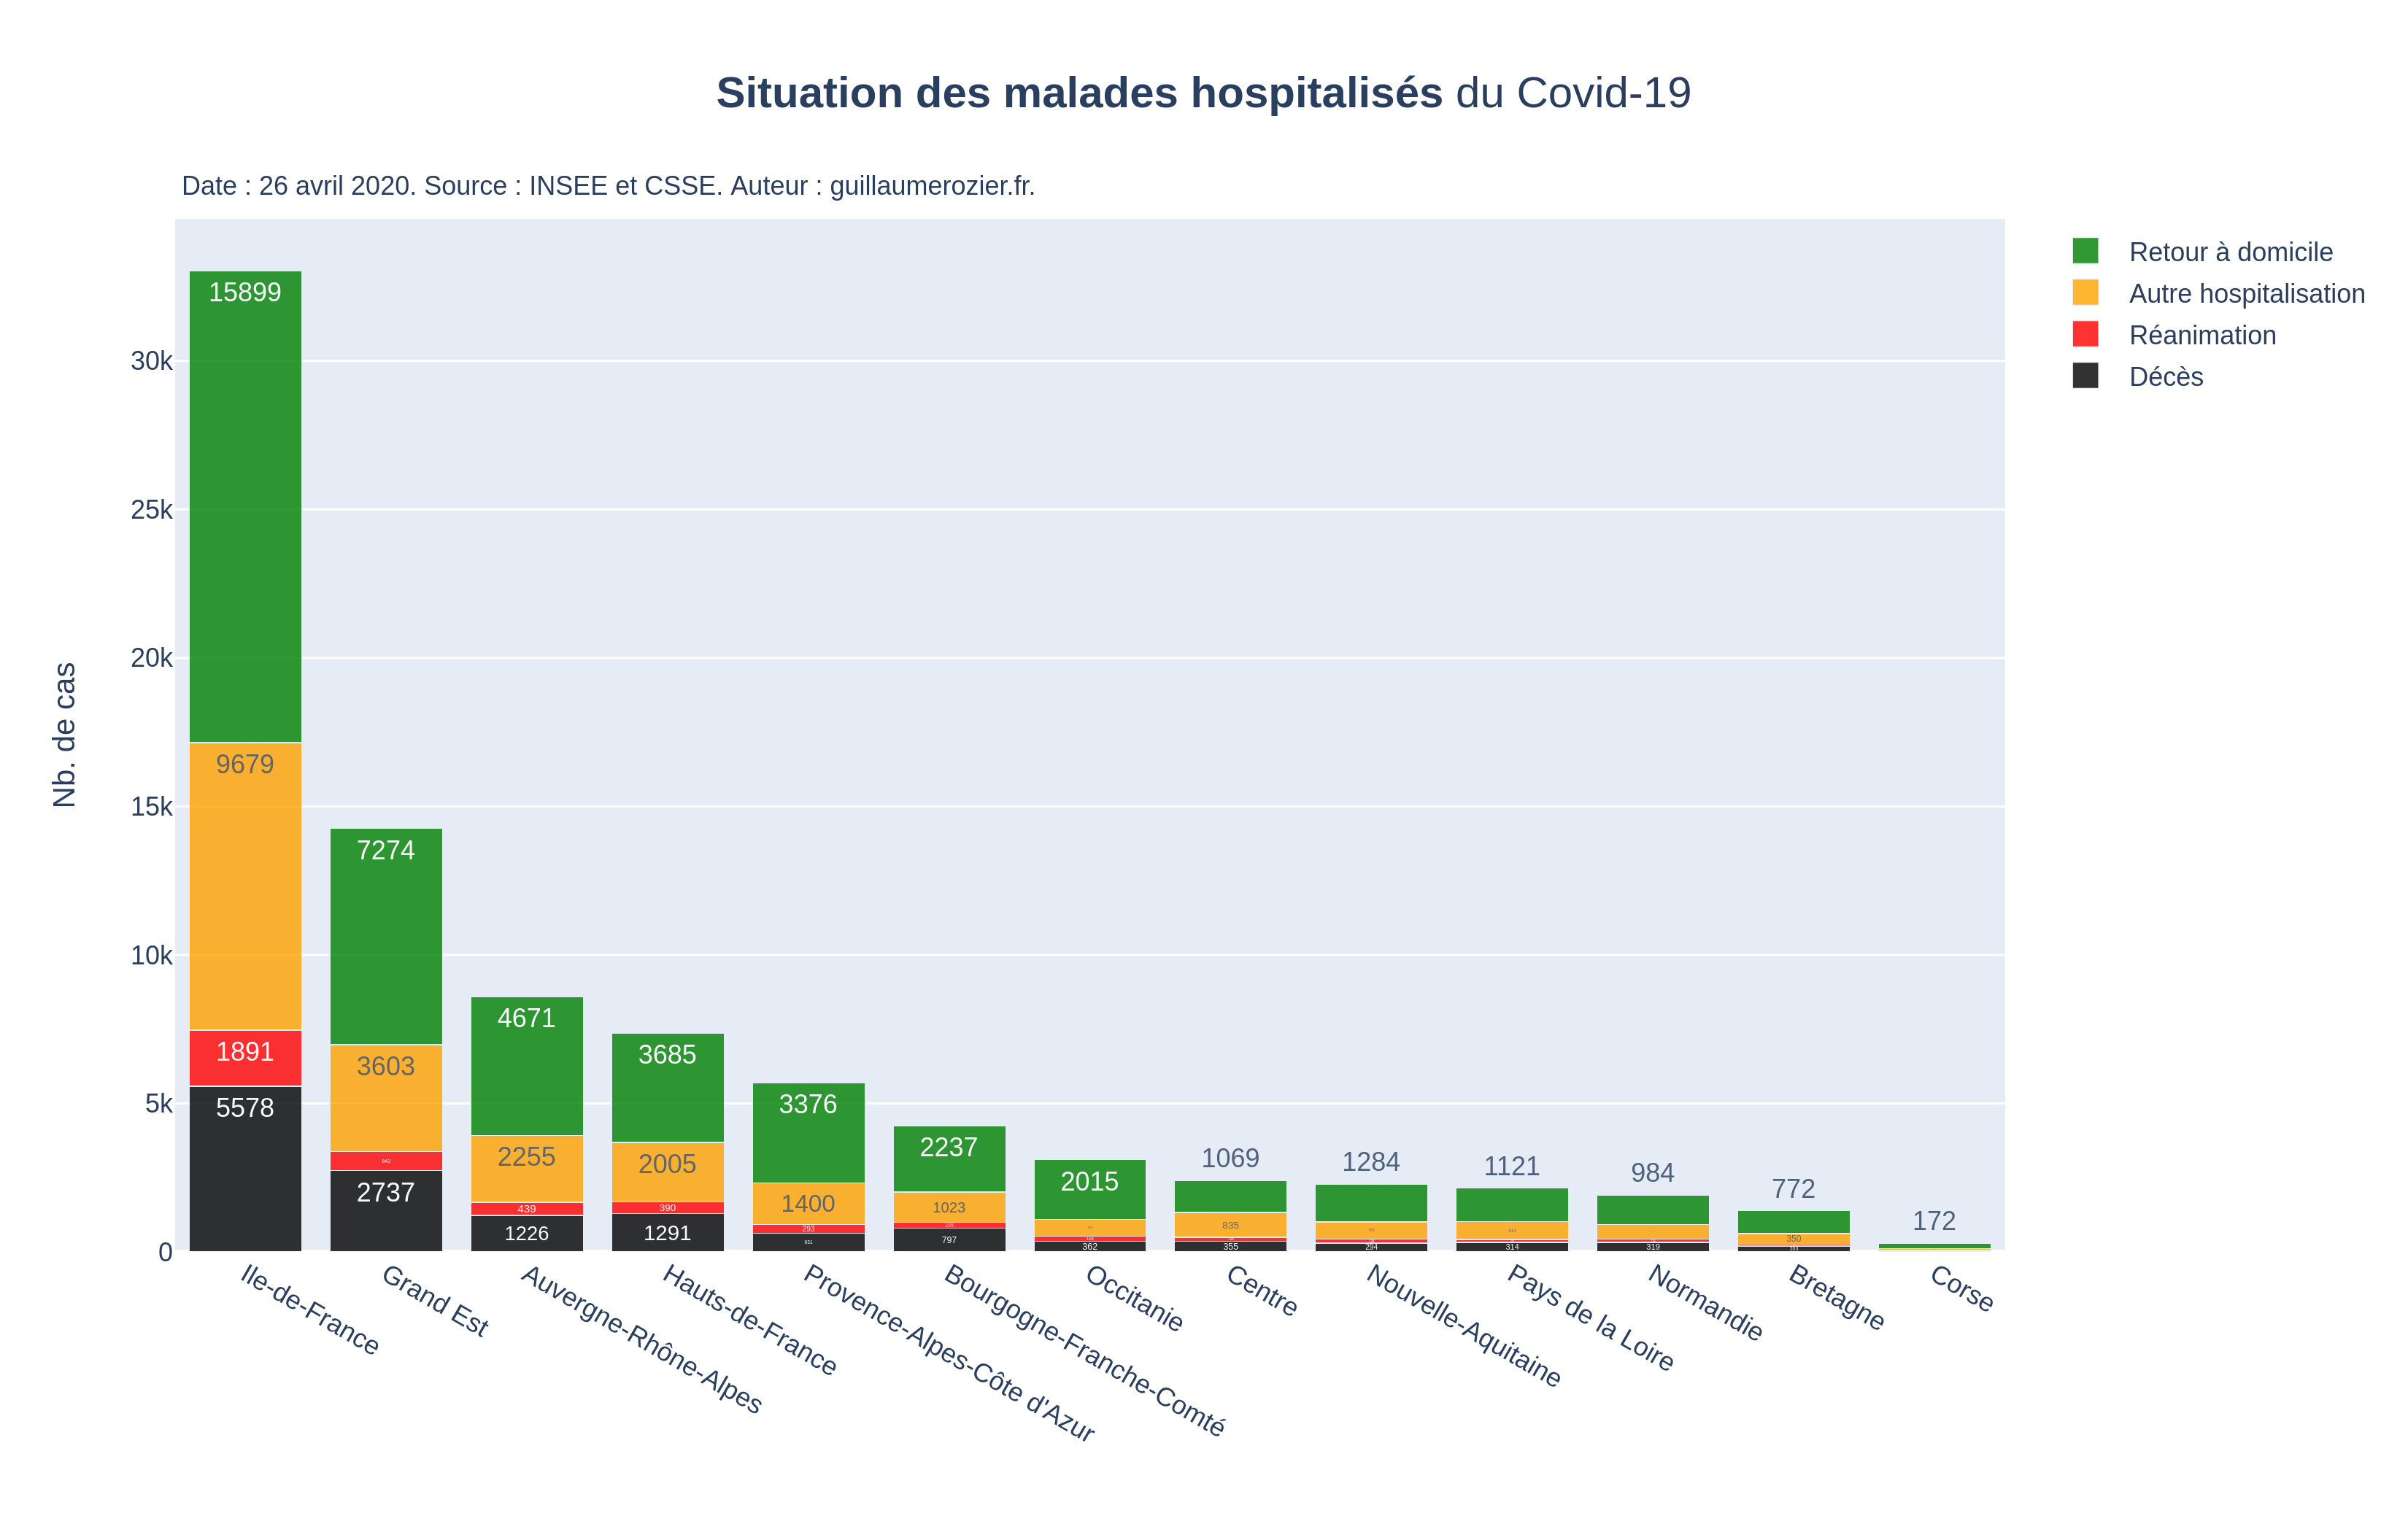 Situation des malades hospitalisés du Covid-19
Date : 26 avril 2020. Source : INSEE et CSSE. Auteur : guillaumerozier.fr.
Retour à domicile
Autre hospitalisation
Réanimation
Décès
Nb. de cas
30k
25k
20k
15k
10k
5k
0
15899
9679
1891
5578
7274
3603
643
2737
4671
2255
439
1226
3685
2005
390
1291
3376
1400
293
631
2237
1023
797
2015
362
1069
835
355
1284
294
1121
314
984
319
772
350
172
Ile-de-France
Grand Est
Auvergne-Rhône-Alpes
Hauts-de-France
Provence-Alpes-Côte d'Azur
Bourgogne-Franche-Comté
Occitanie
Centre
Nouvelle-Aquitaine
Pays de la Loire
Normandie
Bretagne
Corse